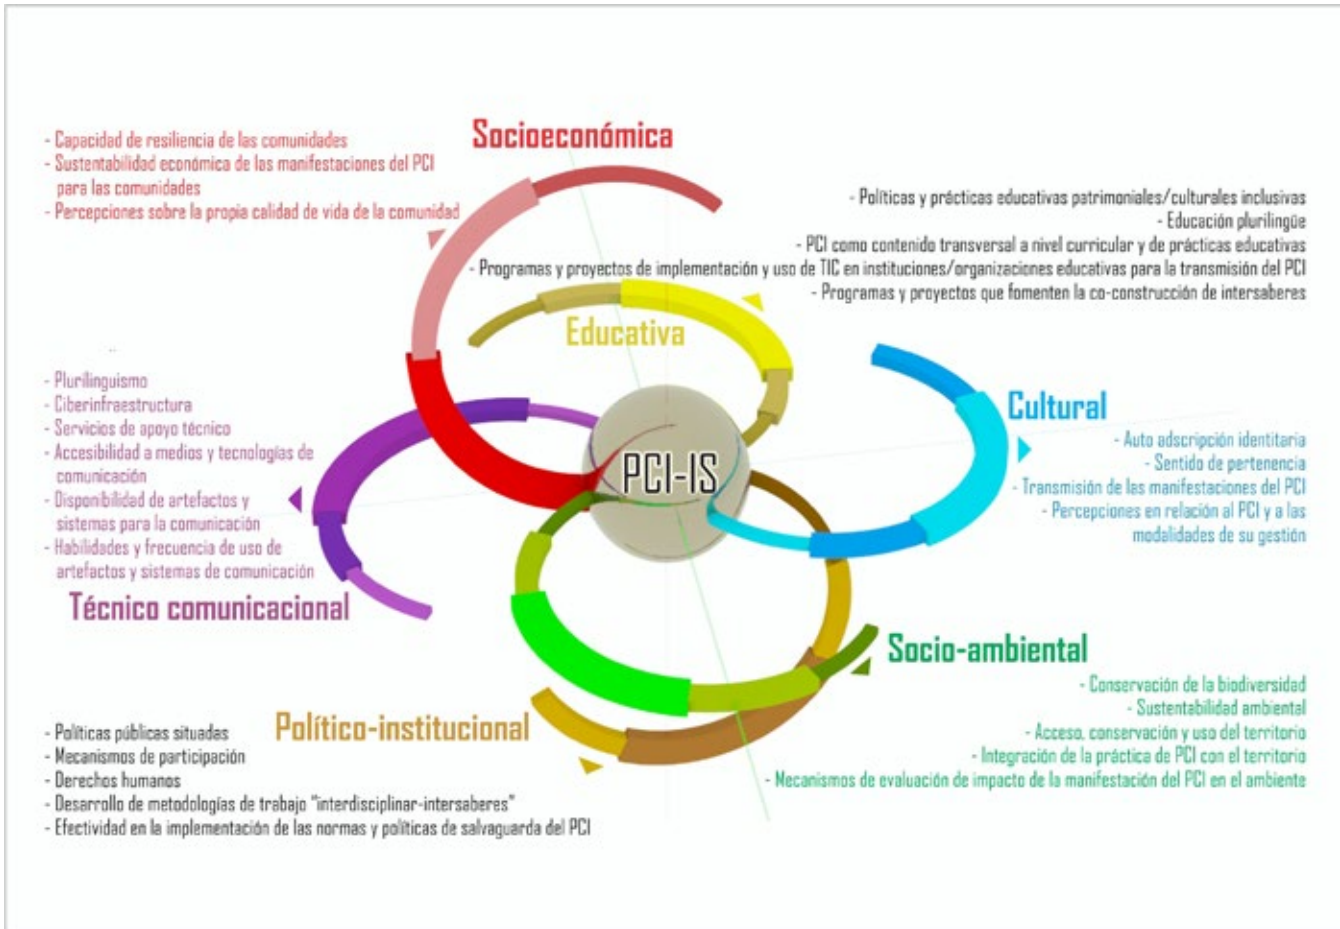 Socioeconómica
- Capacidad de resiliencia de las comunidades
- Sustentabilidad económica de las manifestaciones del PCI
para las comunidades
- Percepciones sobre la propia calidad de vida de la comunidad
- Políticas y prácticas educativas patrimoniales/culturales inclusivas
- Educación plurilingüe
- PCI como contenido transversal a nivel curricular y de prácticas educativas
- Programas y proyectos de implementación y uso de TIC en instituciones/organizaciones educativas para la transmisión del PCI
- Programas y proyectos que fomenten la co-construcción de intersaberes
Educativa
- Plurilinguismo
- Ciberinfraestructura
- Servicios de apoyo técnico
- Accesibilidad a medios y tecnologías de
comunicación
- Disponibilidad de artefactos y
sistemas para la comunicación
- Habilidades y frecuencia de uso de
artefactos y sistemas de comunicación
Técnico comunicacional
PCI-IS
Cultural
- Auto adscripción identitaria
- Sentido de pertenencia
- Transmisión de las manifestaciones del PCI
- Percepciones en relación al PCI y a las
modalidades de su gestión
Socio-ambiental
- Conservación de la biodiversidad
- Sustentabilidad ambiental
- Acceso, conservación y uso del territorio
- Integración de la práctica de PCI con el territorio
- Mecanismos de evaluación de impacto de la manifestación del PCI en el ambiente
Político-institucional
- Políticas públicas situadas
- Mecanismos de participación
- Derechos humanos
- Desarrollo de metodologías de trabajo "interdisciplinar-intersaberes"
- Efectividad en la implementación de las normas y políticas de salvaguarda del PCI